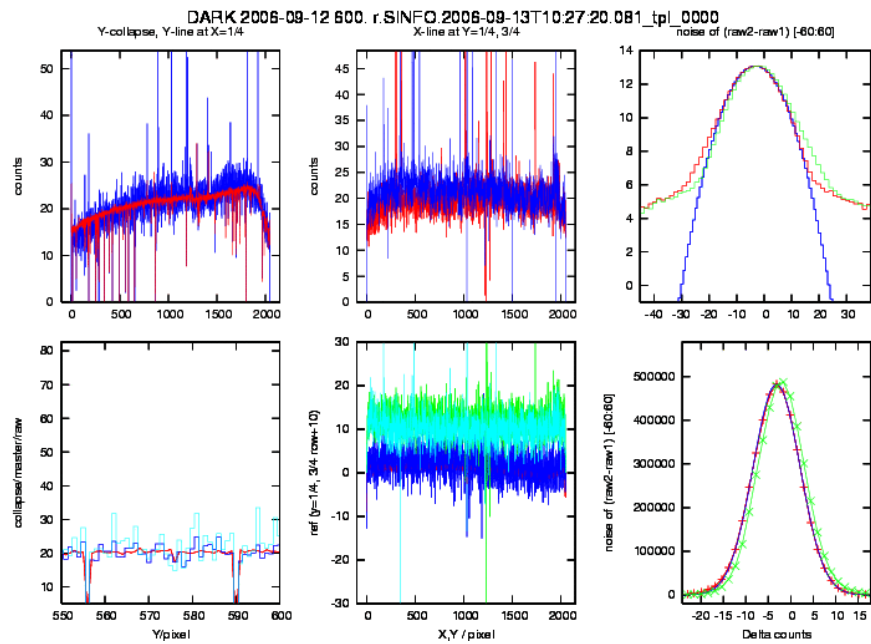 DARK 2006-09-12 600. r.SINFO.2006-09-13T10:27:20.081_tpl_0000
Y-collapse, Y-line at X=1/4
X-line at Y=1/4, 3/4
noise of (raw2-raw1) [-60:60]
counts
50
40
30
20
10
0
0 500 1000 1500 2000
counts
45
40
35
30
25
20
15
10
5
0
0 500 1000 1500 2000
14
12
10
8
6
4
2
0
-40 -30 -20 -10 0 10 20 30
collapse/master/raw
80
70
60
50
40
30
20
10
550 560 570 580 590 600
Y/pixel
ref (y=1/4, 3/4 row+10)
30
20
10
0
-10
-20
-30
0 500 1000 1500 2000
X,Y / pixel
noise of (raw2-raw1) [-60:60]
500000
400000
300000
200000
100000
0
-20 -15 -10 -5 0 5 10 15
Delta counts